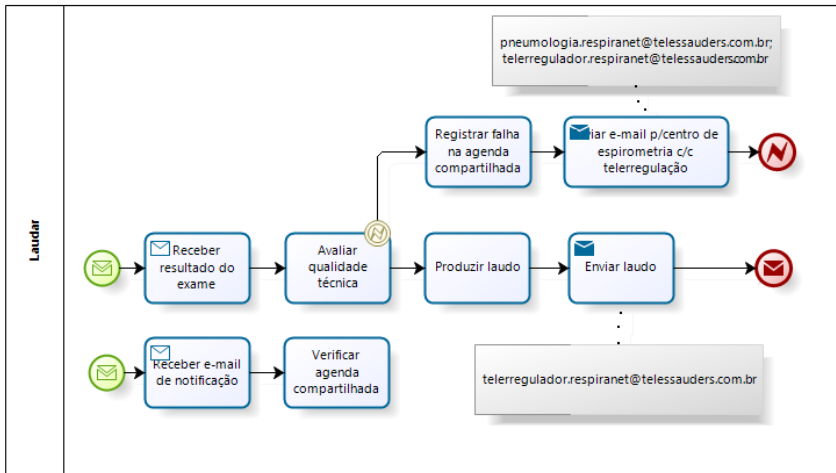 pneumologia.respiranet@telessauders.com.br;
telerregulador.respiranet@telessauders.com.br
Registrar falha
na agenda
compartilhada
iar e-mail p/centro de
espirometria c/c
telerregulação
Laudar
Receber
resultado do
exame
Avaliar
qualidade
técnica
Produzir laudo
Enviar laudo
Receber e-mail
de notificação
Verificar
agenda
compartilhada
telerregulador.respiranet@telessauders.com.br